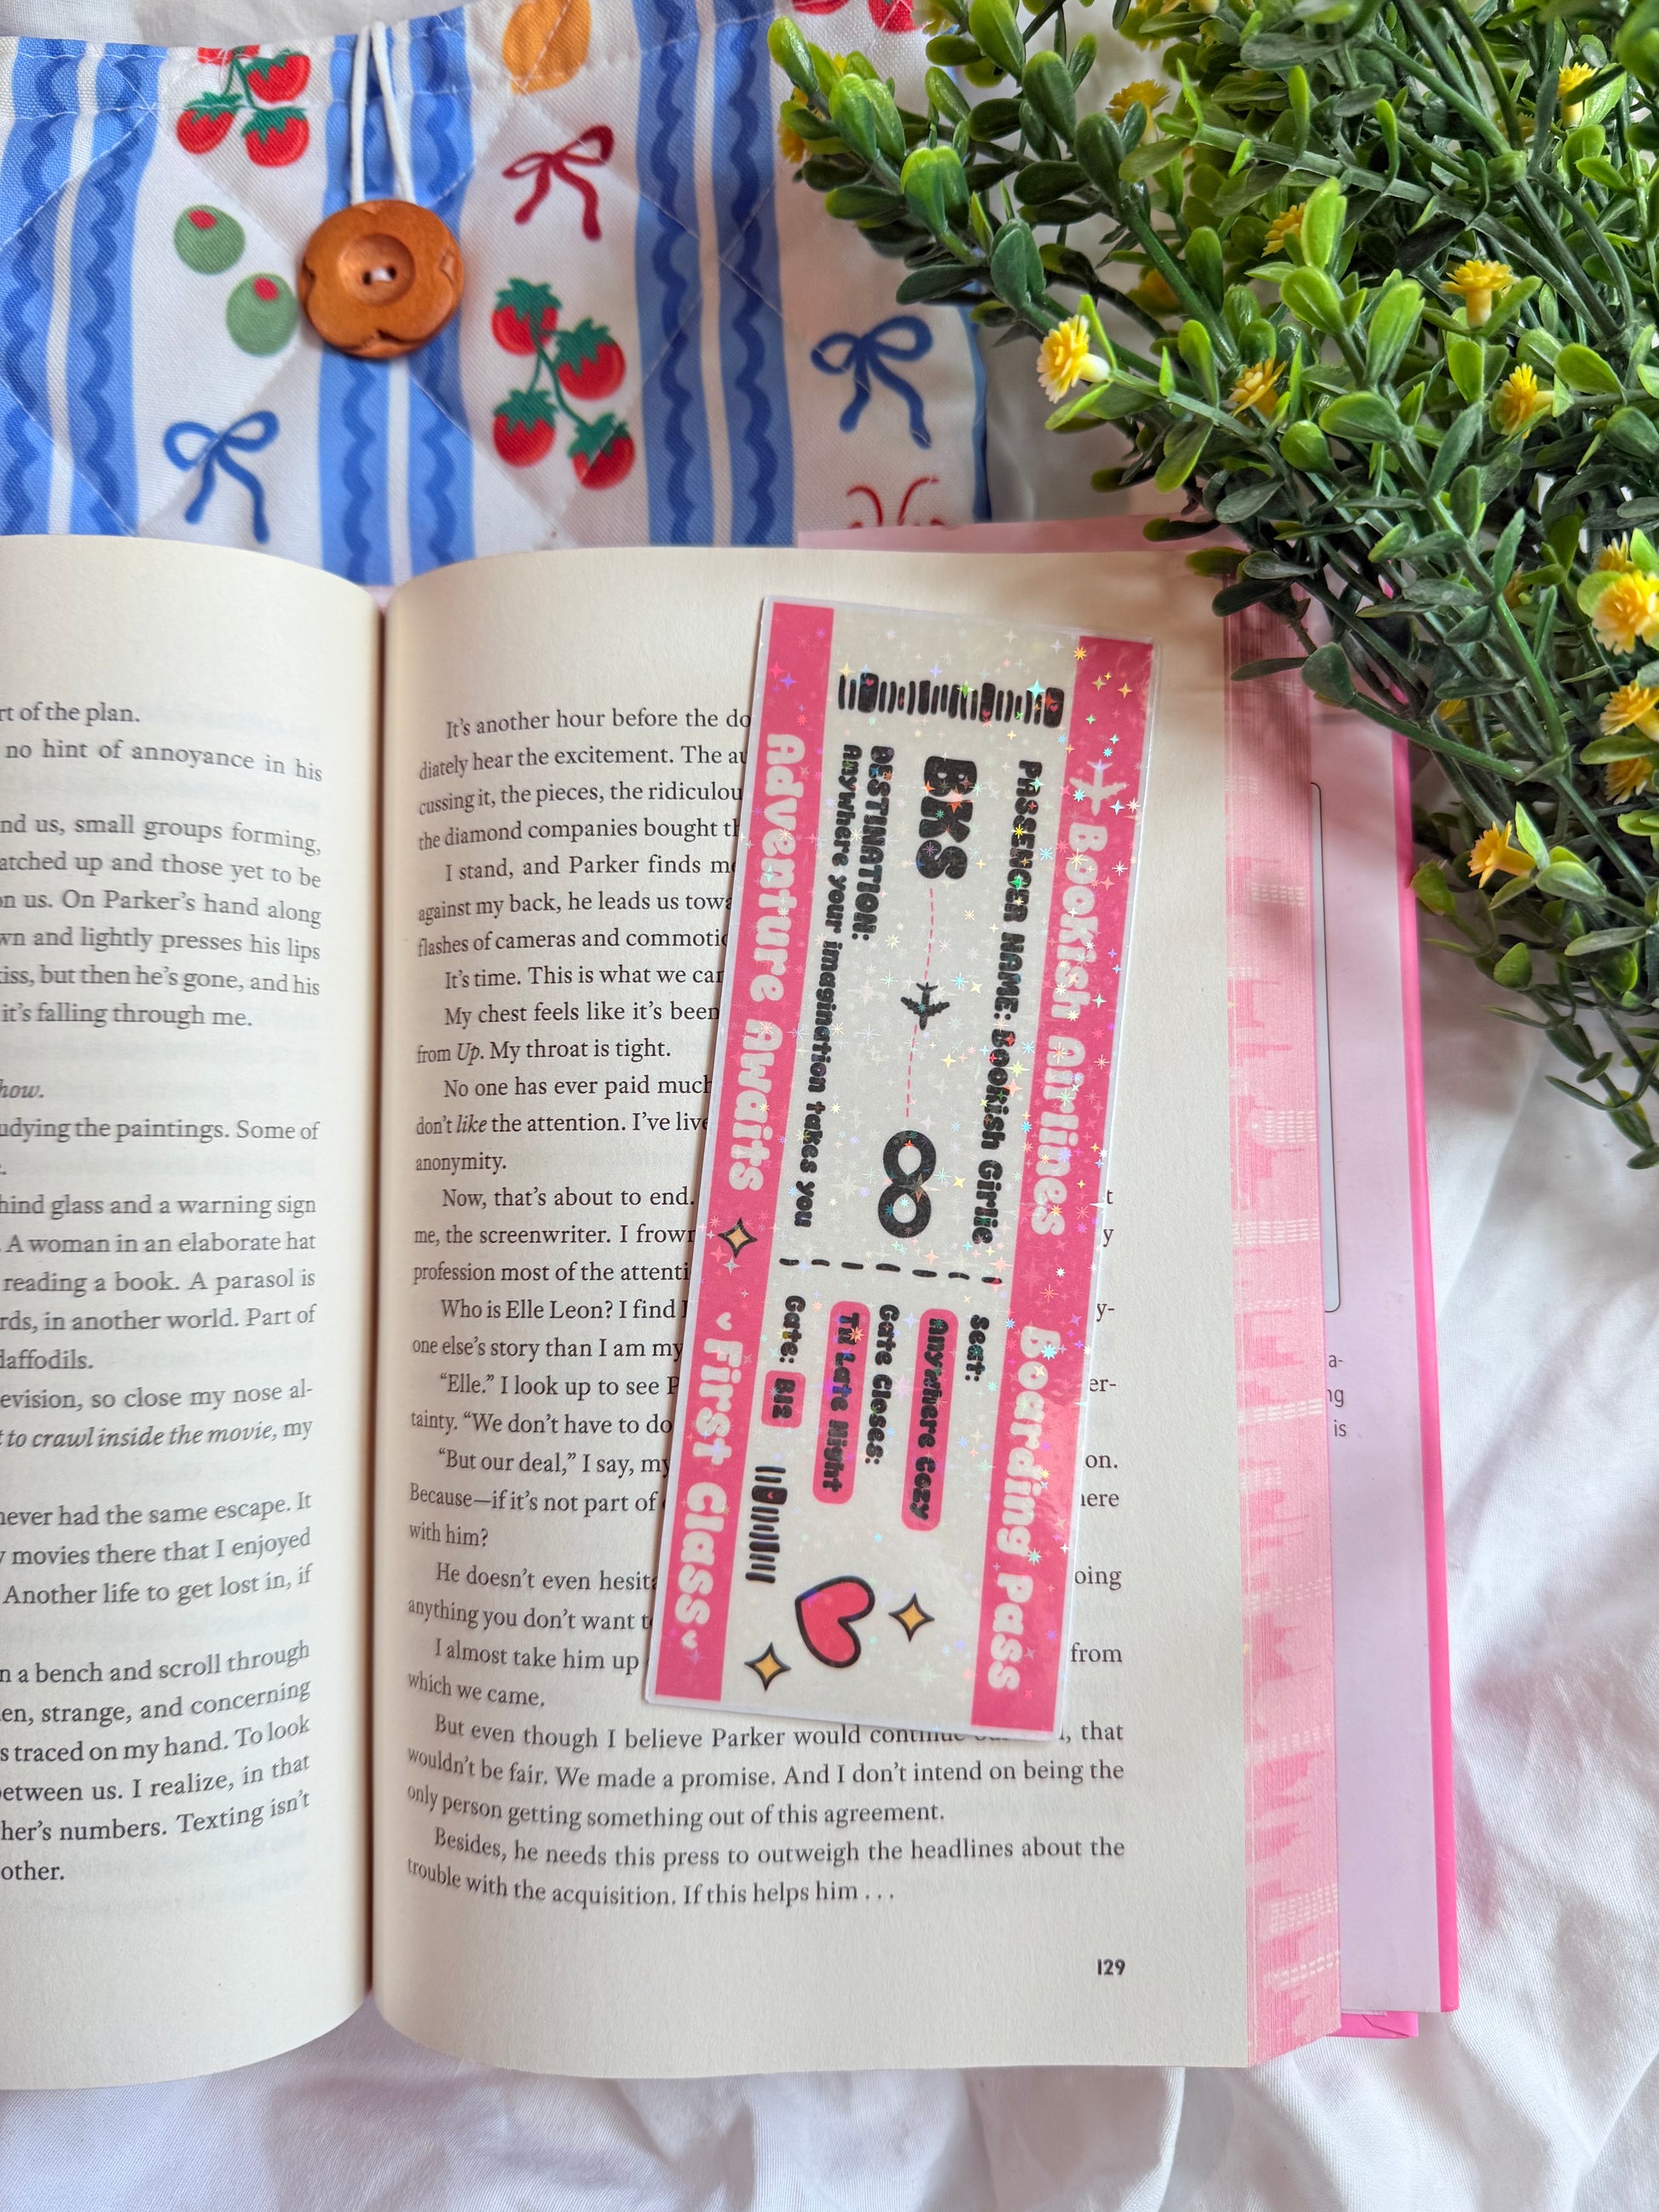 rt of the plan.
no hint of annoyance in his
nd us, small groups forming,
atched up and those yet to be
on us. On Parker's hand along
wn and lightly presses his lips
kiss, but then he's gone, and his
it's falling through me.
how.
udying the paintings. Some of
hind glass and a warning sign
A woman in an elaborate hat
reading a book. A parasol is
rds, in another world. Part of
daffodils.
evision, so close my nose al-
t to crawl inside the movie, my
never had the same escape. It
y movies there that I enjoyed
Another life to get lost in, if
n a bench and scroll through
en, strange, and concerning
s traced on my hand. To look
between us. I realize, in that
her's numbers. Texting isn't
other.
It's another hour before the do
diately hear the excitement. The au
cussing it, the pieces, the ridiculou
the diamond companies bought th
I stand, and Parker finds me
against my back, he leads us towa
flashes of cameras and commotio
It's time. This is what we car
My chest feels like it's been
from Up. My throat is tight.
No one has ever paid much
don't like the attention. I've live
anonymity.
Now, that's about to end. t
me, the screenwriter. I frown y
profession most of the attenti
Who is Elle Leon? I find y-
one else's story than I am my
"Elle." I look up to see P er-
tainty. "We don't have to do
"But our deal," I say, my on.
Because—if it's not part of here
with him?
He doesn't even hesita oing
anything you don't want t
I almost take him up from
which we came.
But even though I believe Parker would continue , that
wouldn't be fair. We made a promise. And I don't intend on being the
only person getting something out of this agreement.
Besides, he needs this press to outweigh the headlines about the
trouble with the acquisition. If this helps him . . .
129
Bookish Airlines
Boarding Pass
PASSENGER NAME: Bookish Girlie
BKS
DESTINATION:
Anywhere your imagination takes you
Adventure Awaits
First Class
Seat:
Anywhere Cozy
Gate Closes:
Til Late Night
Gate: B12
a-
ng
is